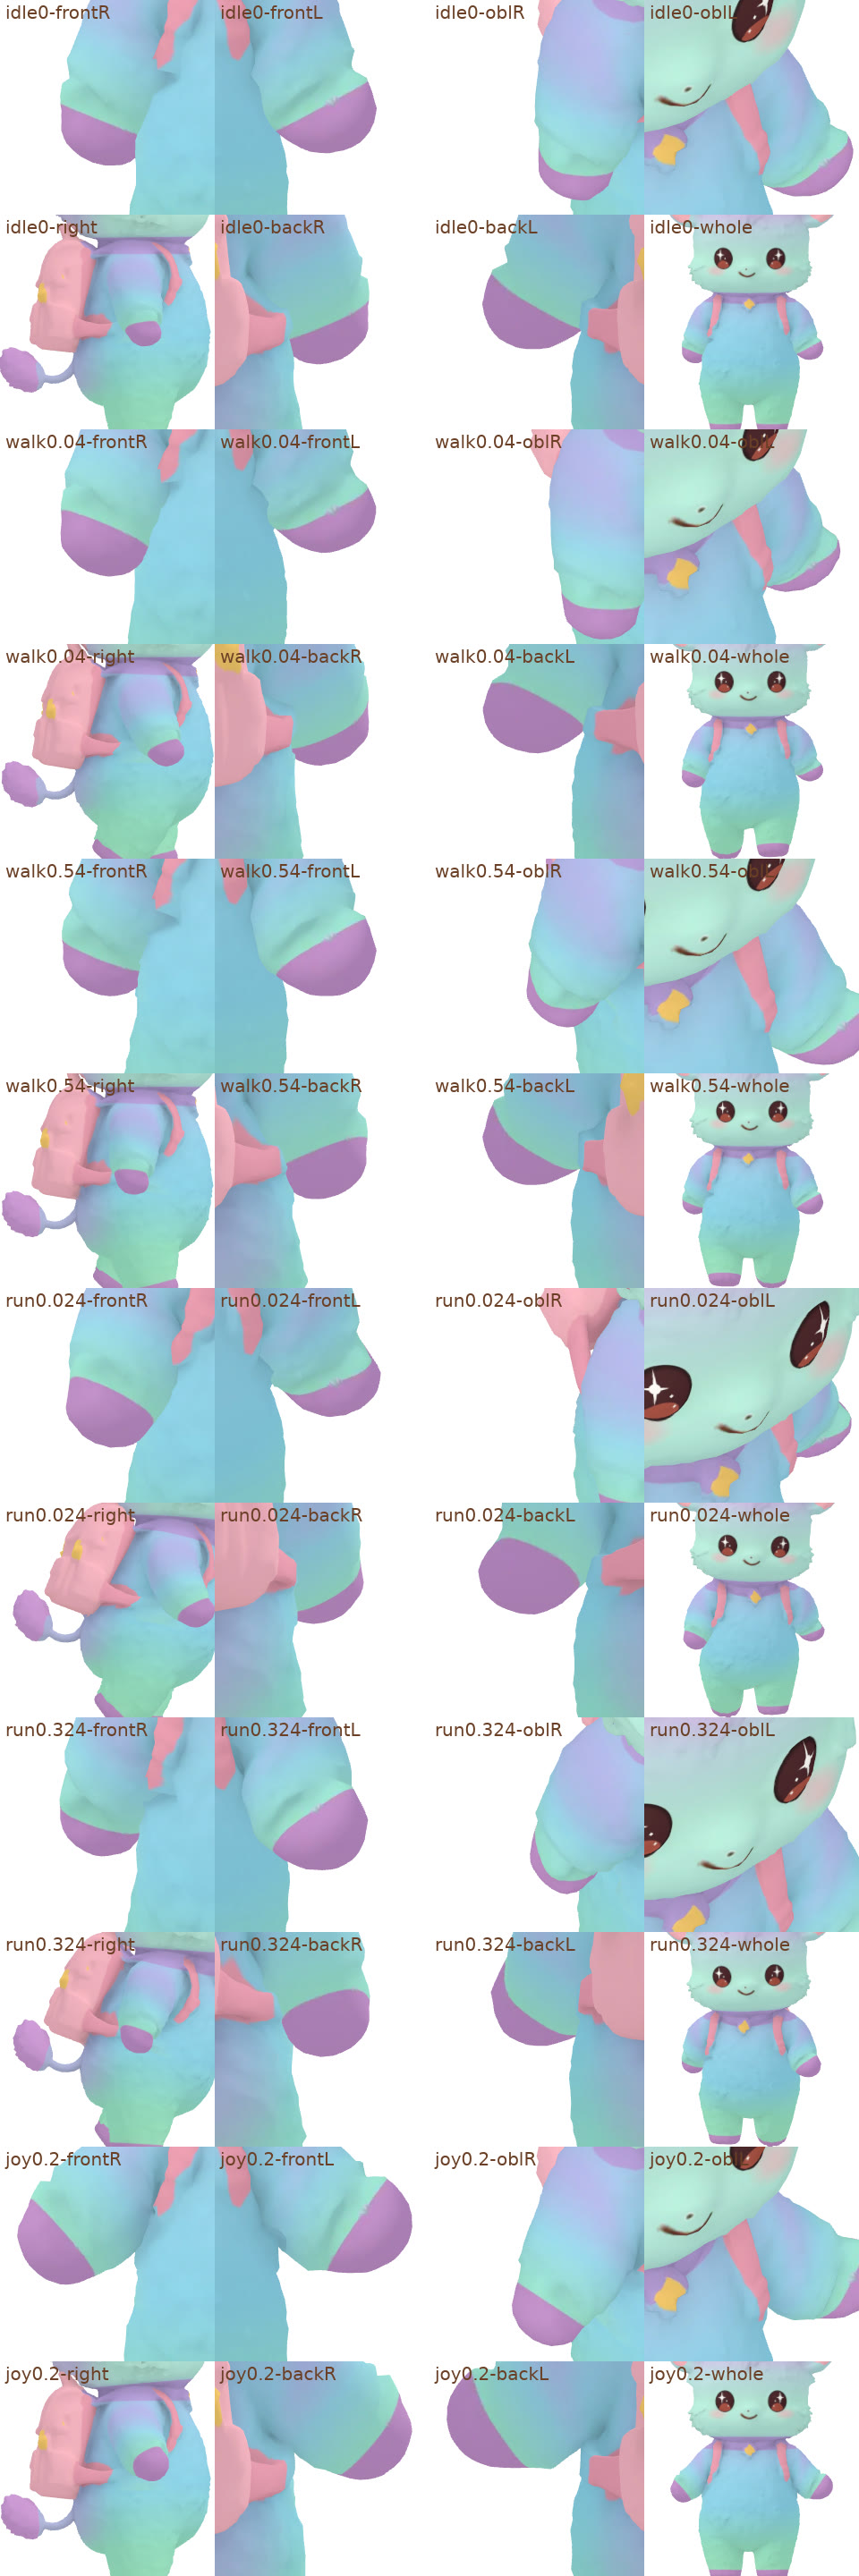 idle0-frontR
idle0-frontL
idle0-oblR
idle0-oblL
idle0-right
idle0-backR
idle0-backL
idle0-whole
walk0.04-frontR
walk0.04-frontL
walk0.04-oblR
walk0.04-oblL
walk0.04-right
walk0.04-backR
walk0.04-backL
walk0.04-whole
walk0.54-frontR
walk0.54-frontL
walk0.54-oblR
walk0.54-oblL
walk0.54-right
walk0.54-backR
walk0.54-backL
walk0.54-whole
run0.024-frontR
run0.024-frontL
run0.024-oblR
run0.024-oblL
run0.024-right
run0.024-backR
run0.024-backL
run0.024-whole
run0.324-frontR
run0.324-frontL
run0.324-oblR
run0.324-oblL
run0.324-right
run0.324-backR
run0.324-backL
run0.324-whole
joy0.2-frontR
joy0.2-frontL
joy0.2-oblR
joy0.2-oblL
joy0.2-right
joy0.2-backR
joy0.2-backL
joy0.2-whole